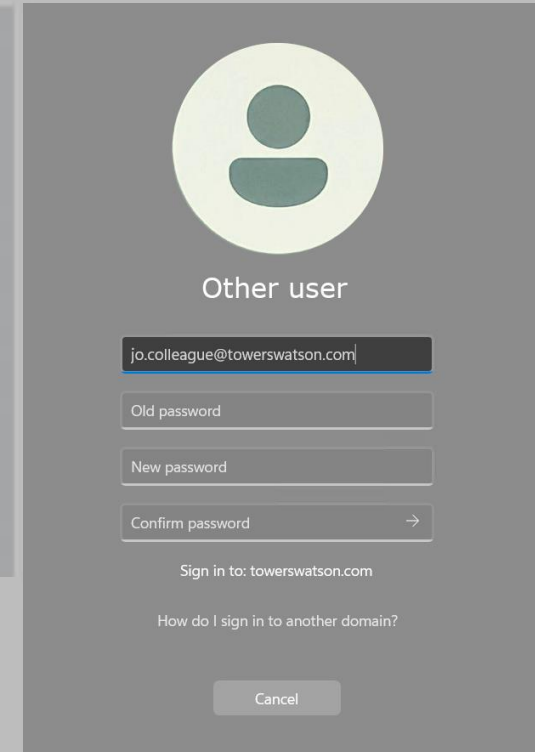 Other user
jo.colleague@towerswatson.com
Old password
New password
Confirm password
Sign in to: towerswatson.com
How do I sign in to another domain?
Cancel